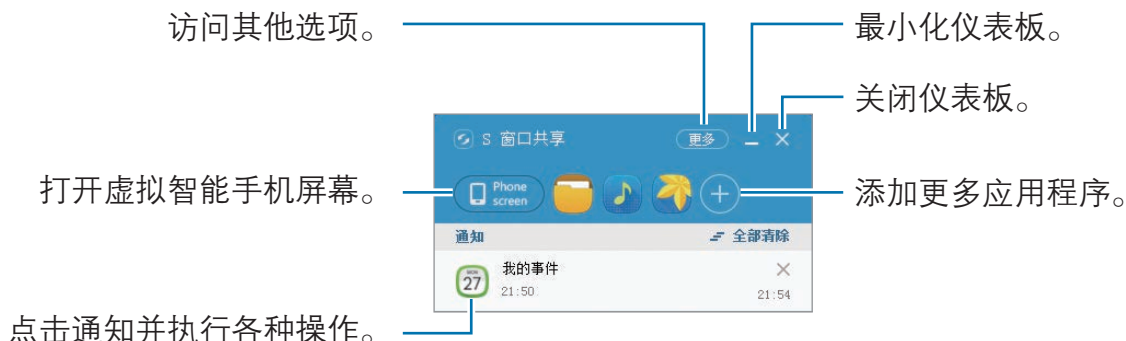 访问其他选项。
最小化仪表板。
关闭仪表板。
S 窗口共享
更多
打开虚拟智能手机屏幕。
Phone
screen
添加更多应用程序。
通知
全部清除
我的事件
27
21:50
21:54
点击通知并执行各种操作。